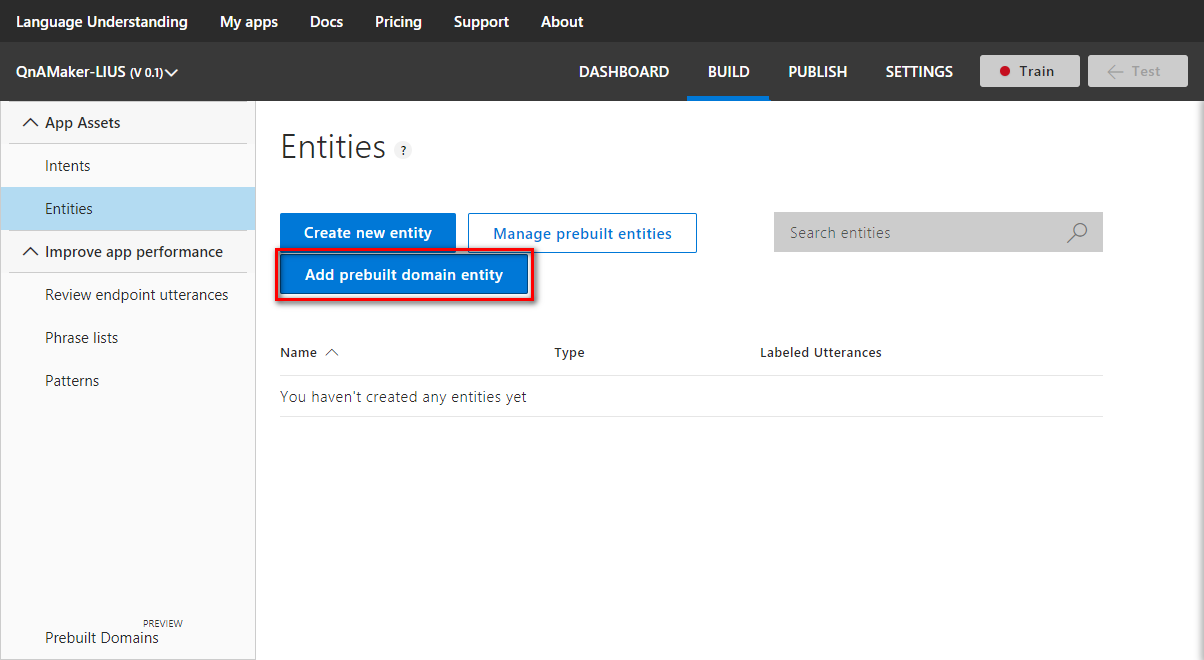 Language Understanding My apps Docs Pricing Support About
QnAMaker-LIUS (V 0.1) DASHBOARD BUILD PUBLISH SETTINGS Train Test
App Assets
Intents
Entities
Improve app performance
Review endpoint utterances
Phrase lists
Patterns
PREVIEW
Prebuilt Domains
Entities ?
Create new entity Manage prebuilt entities Search entities
Add prebuilt domain entity
Name Type Labeled Utterances
You haven't created any entities yet